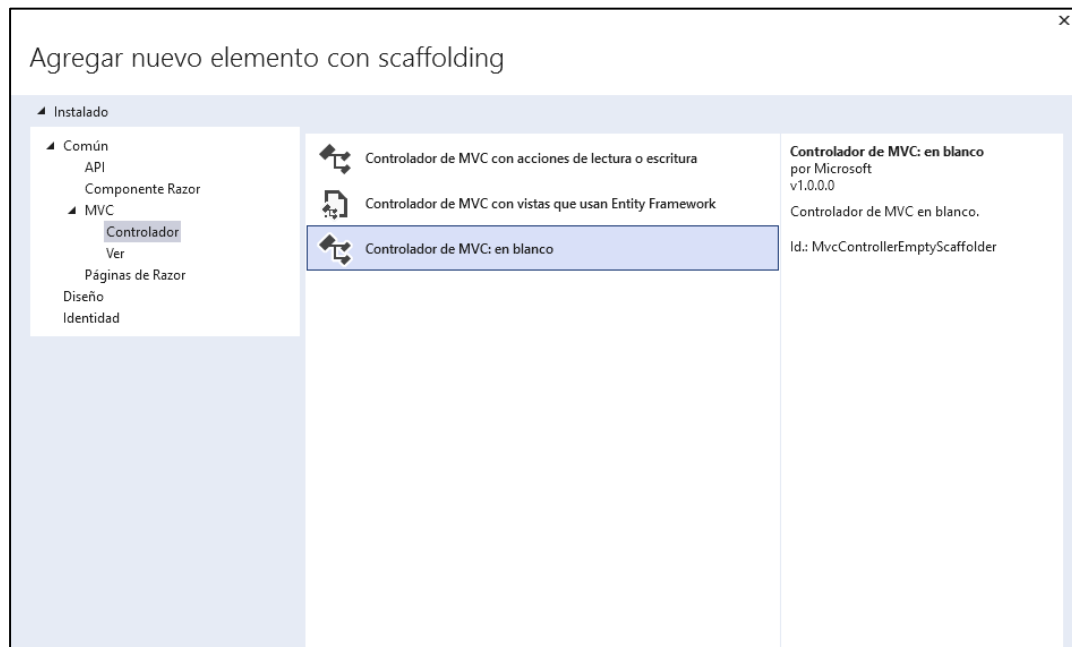 Agregar nuevo elemento con scaffolding
Instalado
Común
API
Componente Razor
MVC
Controlador
Ver
Páginas de Razor
Diseño
Identidad
Controlador de MVC con acciones de lectura o escritura
Controlador de MVC con vistas que usan Entity Framework
Controlador de MVC: en blanco
Controlador de MVC: en blanco
por Microsoft
v1.0.0.0
Controlador de MVC en blanco.
Id.: MvcControllerEmptyScaffolder